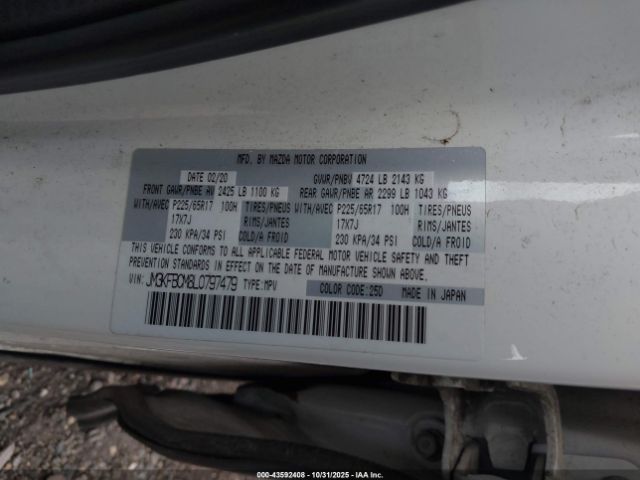 MFD. BY MAZDA MOTOR CORPORATION
DATE 02/20 GVWR/PNBV 4724 LB 2143 KG
FRONT GAWR/PNBE AV 2425 LB 1100 KG REAR GAWR/PNBE AR 2299 LB 1043 KG
WITH/AVEC P225/65R17 100H TIRES/PNEUS WITH/AVEC P225/65R17 100H TIRES/PNEUS
17X7J RIMS/JANTES 17X7J RIMS/JANTES
230 KPA/34 PSI COLD/A FROID 230 KPA/34 PSI COLD/A FROID
THIS VEHICLE CONFORMS TO ALL APPLICABLE FEDERAL MOTOR VEHICLE SAFETY AND THEFT
PREVENTION STANDARDS IN EFFECT ON THE DATE OF MANUFACTURE SHOWN ABOVE.
VIN: JM3KFBCM8L0797479 TYPE:MPV COLOR CODE:25D MADE IN JAPAN
00-43592408 - 10/31/2025 - IAA Inc.